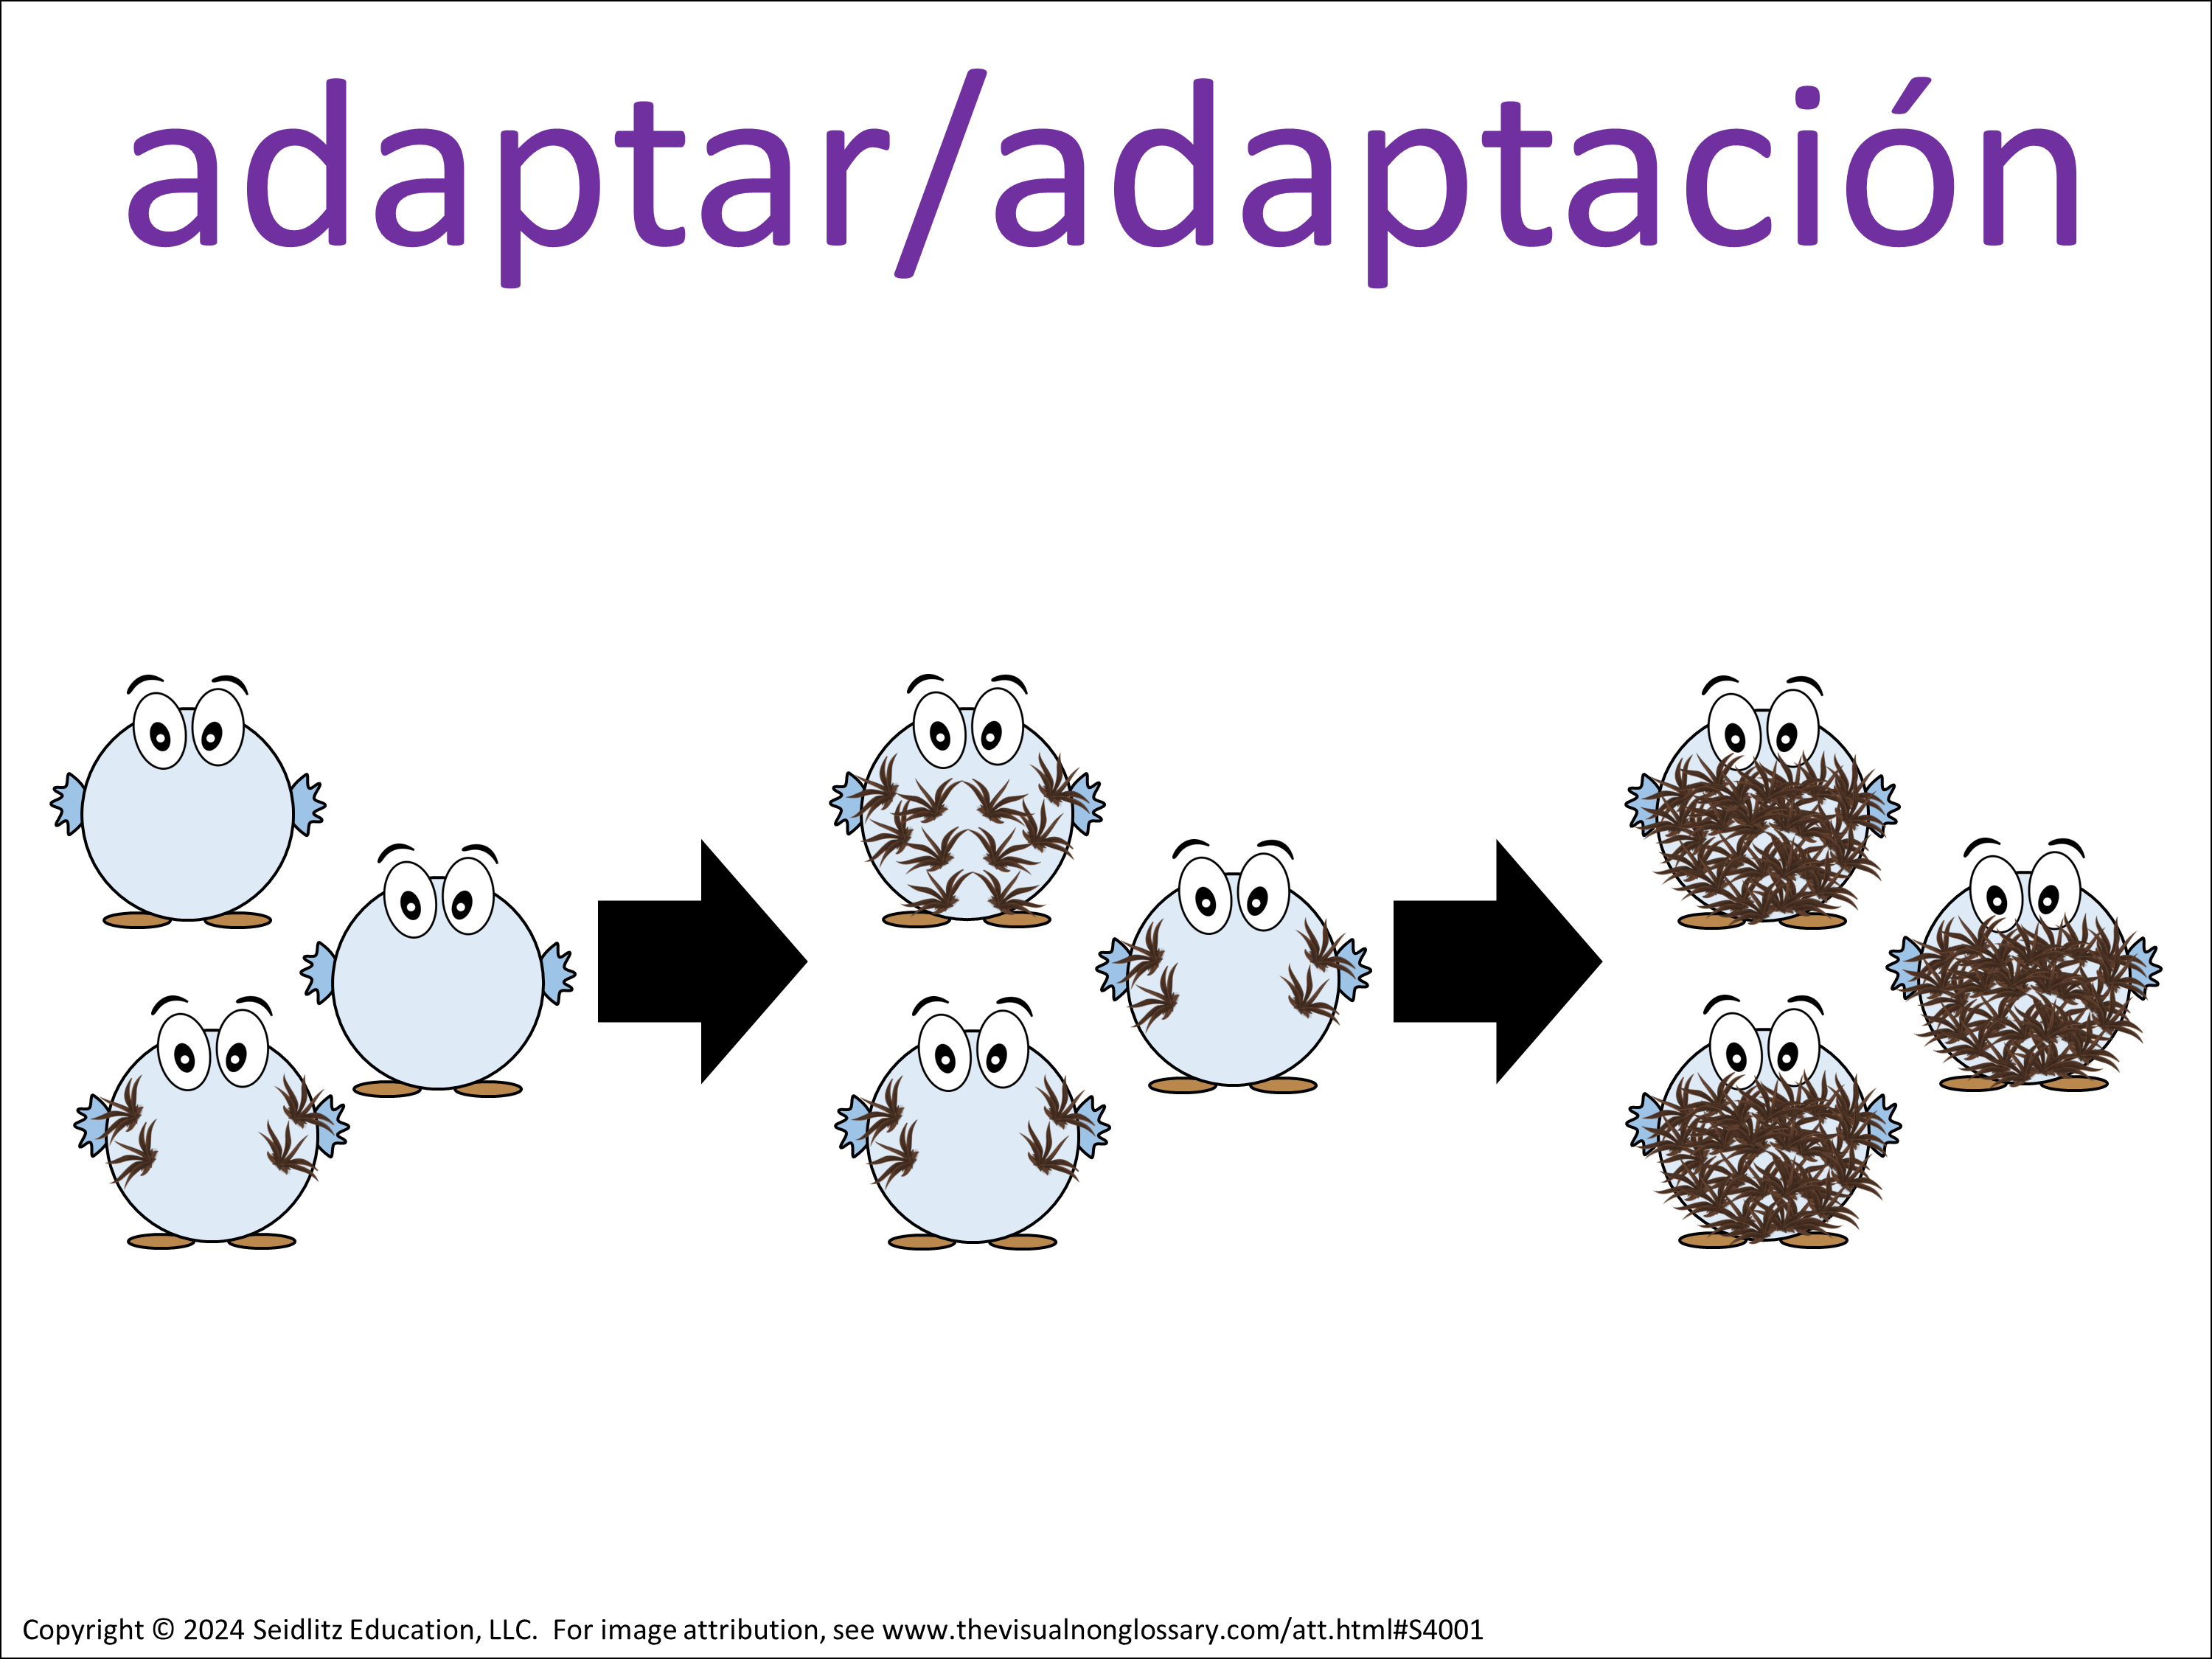 adaptar/adaptación
Copyright © 2024 Seidlitz Education, LLC.  For image attribution, see www.thevisualnonglossary.com/att.html#S4001